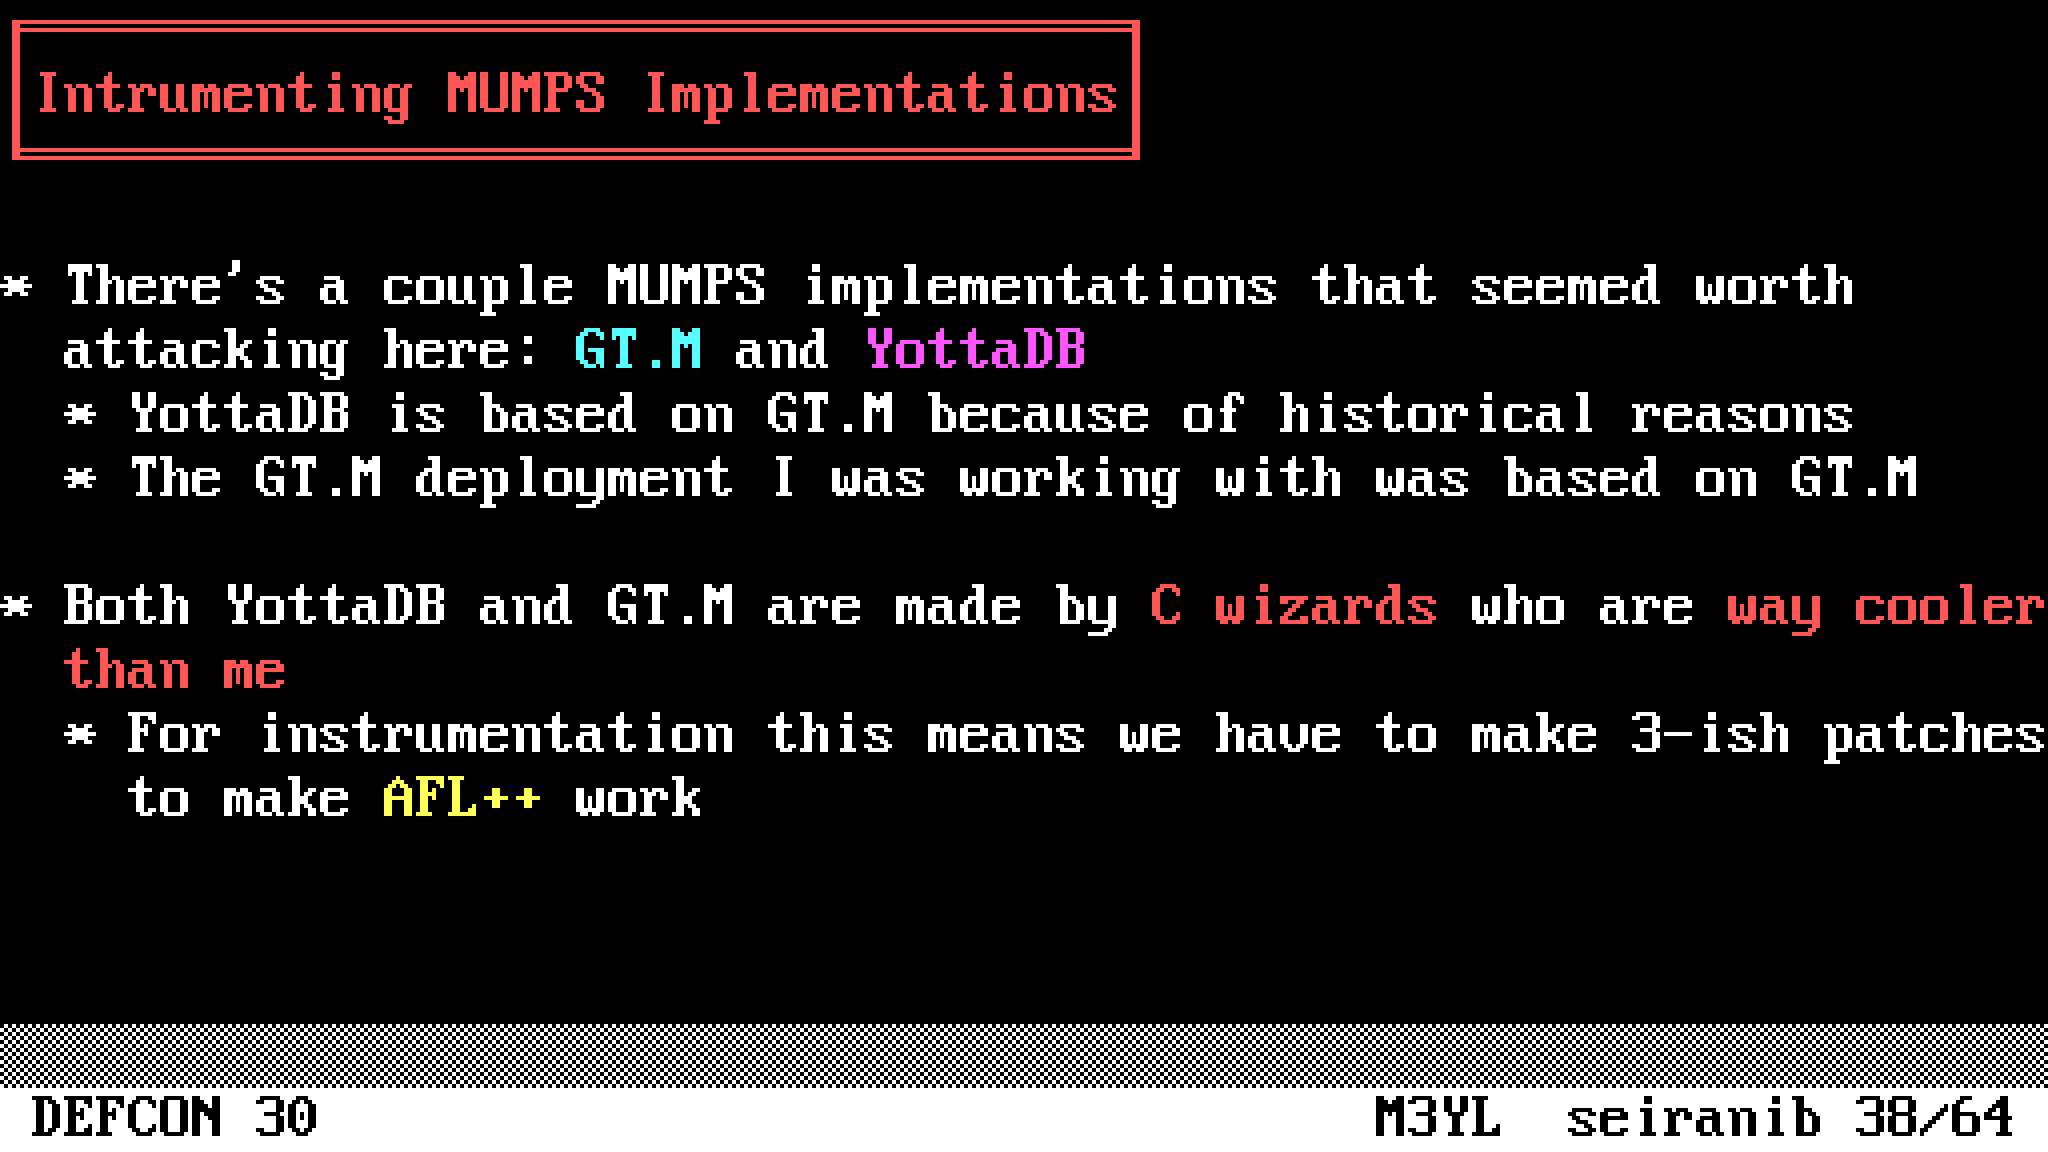 Intrumenting MUMPS Implementations
* There's a couple MUMPS implementations that seemed worth
attacking here: GT.M and YottaDB
* YottaDB is based on GT.M because of historical reasons
* The GT.M deployment I was working with was based on GT.M
* Both YottaDB and GT.M are made by C wizards who are way cooler
than me
* For instrumentation this means we have to make 3-ish patches
to make AFL++ work
DEFCON 30 M3YL seiranib 38/64